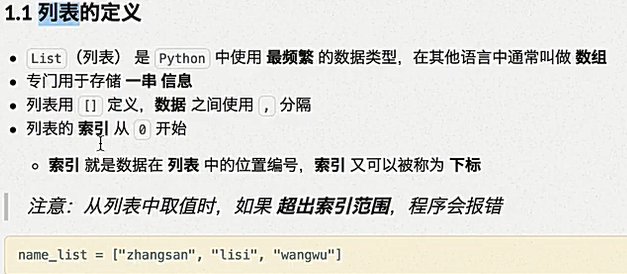 1.1 列表的定义
List（列表） 是 Python 中使用 最频繁 的数据类型，在其他语言中通常叫做 数组
专门用于存储 一串 信息
列表用 [] 定义，数据 之间使用 , 分隔
列表的 索引 从 0 开始
索引 就是数据在 列表 中的位置编号，索引 又可以被称为 下标
注意：从列表中取值时，如果 超出索引范围，程序会报错
name_list = ["zhangsan", "lisi", "wangwu"]